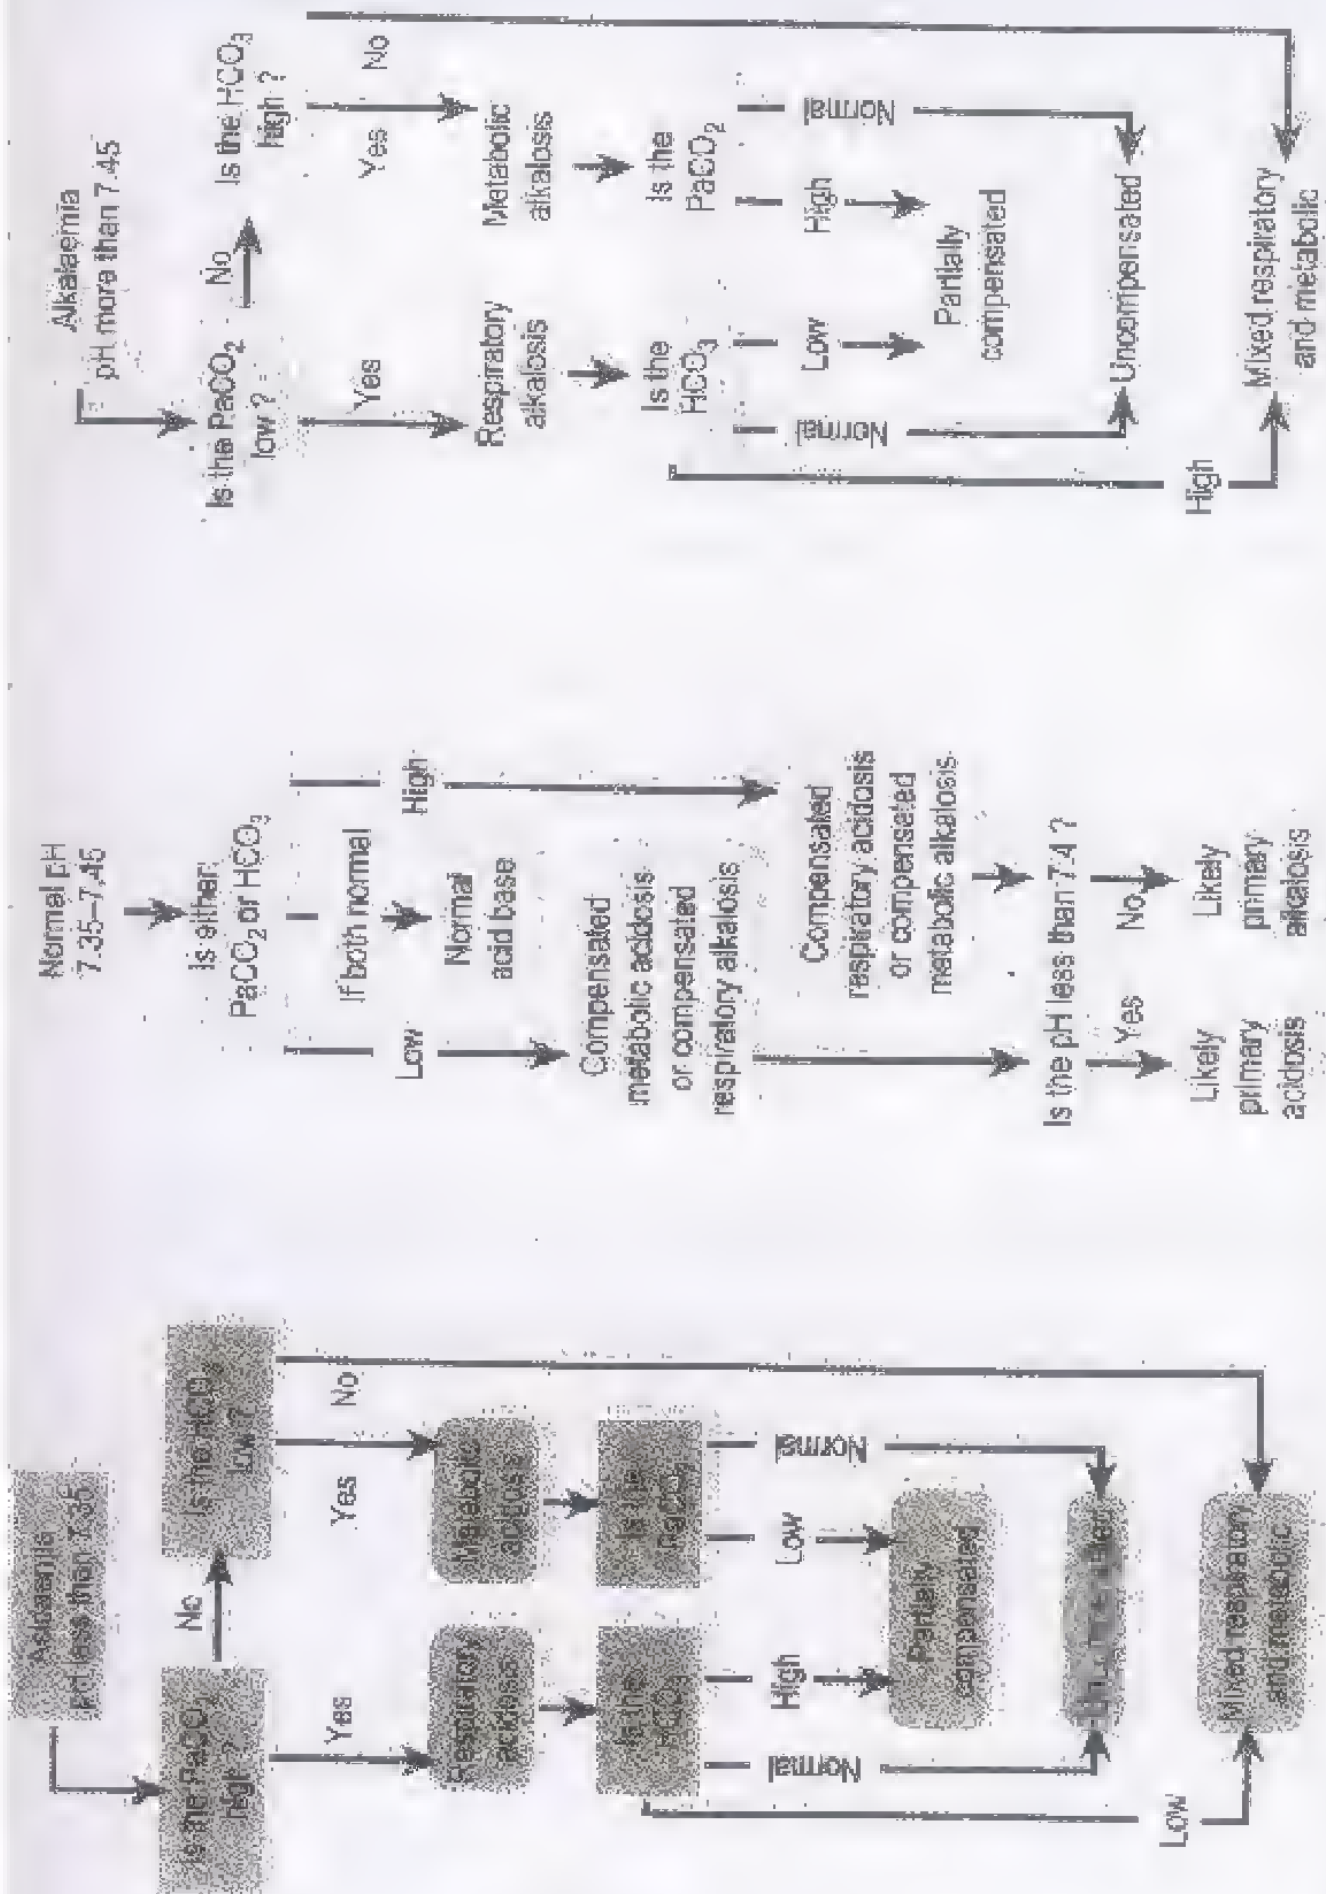 Acidaemia
pH less than 7.35
Is the PaCO₂
high ?
No
Is the HCO₃
low ?
Yes
Yes
No
Respiratory
acidosis
Metabolic
acidosis
Is the
HCO₃
Is the
PaCO₂
Normal
High
Low
Normal
Partially
compensated
Low
Mixed respiratory
and metabolic
Normal pH
7.35–7.45
Is either
PaCO₂ or HCO₃
Low
If both normal
High
Normal
acid base
Compensated
metabolic acidosis
or compensated
respiratory alkalosis
Compensated
respiratory acidosis
or compensated
metabolic alkalosis
Is the pH less than 7.4 ?
Yes
No
Likely
primary
acidosis
Likely
primary
alkalosis
Alkalaemia
pH more then 7.45
Is the PaCO₂
low ?
No
Is the HCO₃
high ?
Yes
Yes
No
Respiratory
alkalosis
Metabolic
alkalosis
Is the
HCO₃
Is the
PaCO₂
Normal
Low
High
Normal
Partially
compensated
Uncompensated
High
Mixed respiratory
and metabolic